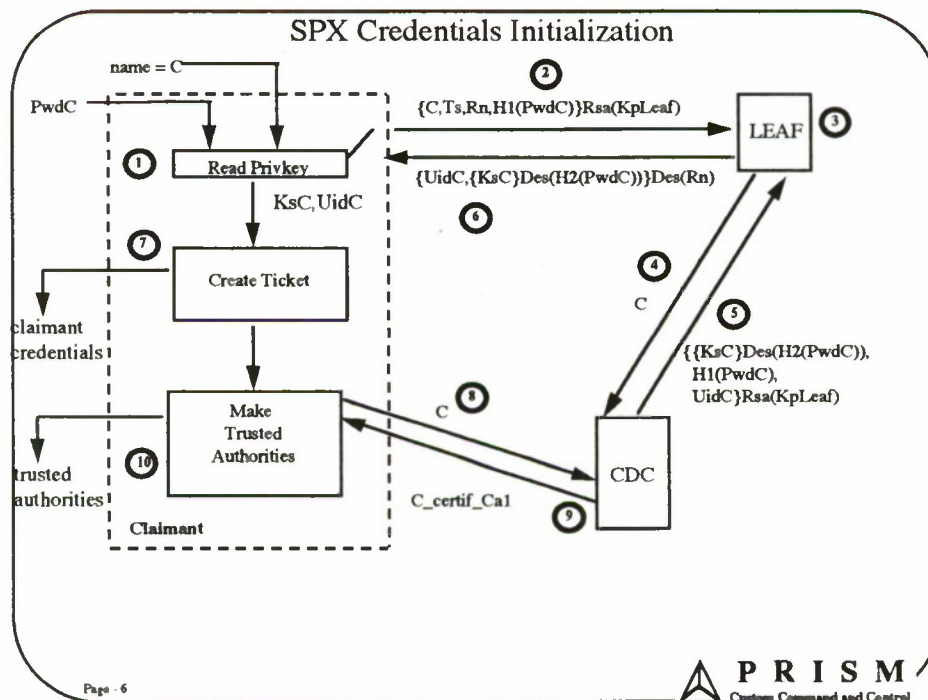 SPX Credentials Initialization
name = C
2
PwdC
{C,Ts,Rn,H1(PwdC)}Rsa(KpLeaf)
LEAF
3
1
Read Privkey
{UidC,{KsC}Des(H2(PwdC))}Des(Rn)
KsC,UidC
6
7
4
Create Ticket
C
5
claimant
credentials
{{KsC}Des(H2(PwdC)),
H1(PwdC),
UidC}Rsa(KpLeaf)
8
C
Make
Trusted
Authorities
10
CDC
trusted
authorities
C_certif_Ca1
9
Claimant
Page - 6
PRISM
Custom Command and Control